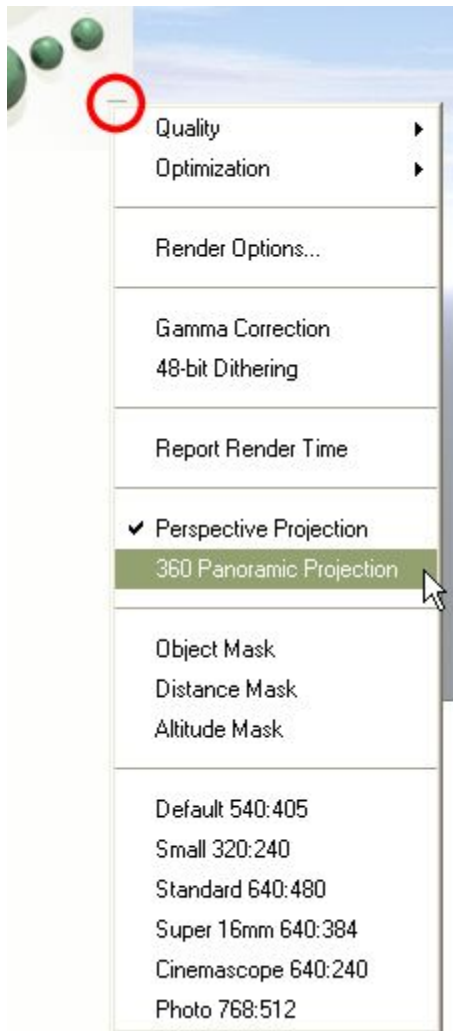 Quality
Optimization
Render Options...
Gamma Correction
48-bit Dithering
Report Render Time
Perspective Projection
360 Panoramic Projection
Object Mask
Distance Mask
Altitude Mask
Default 540:405
Small 320:240
Standard 640:480
Super 16mm 640:384
Cinemascope 640:240
Photo 768:512